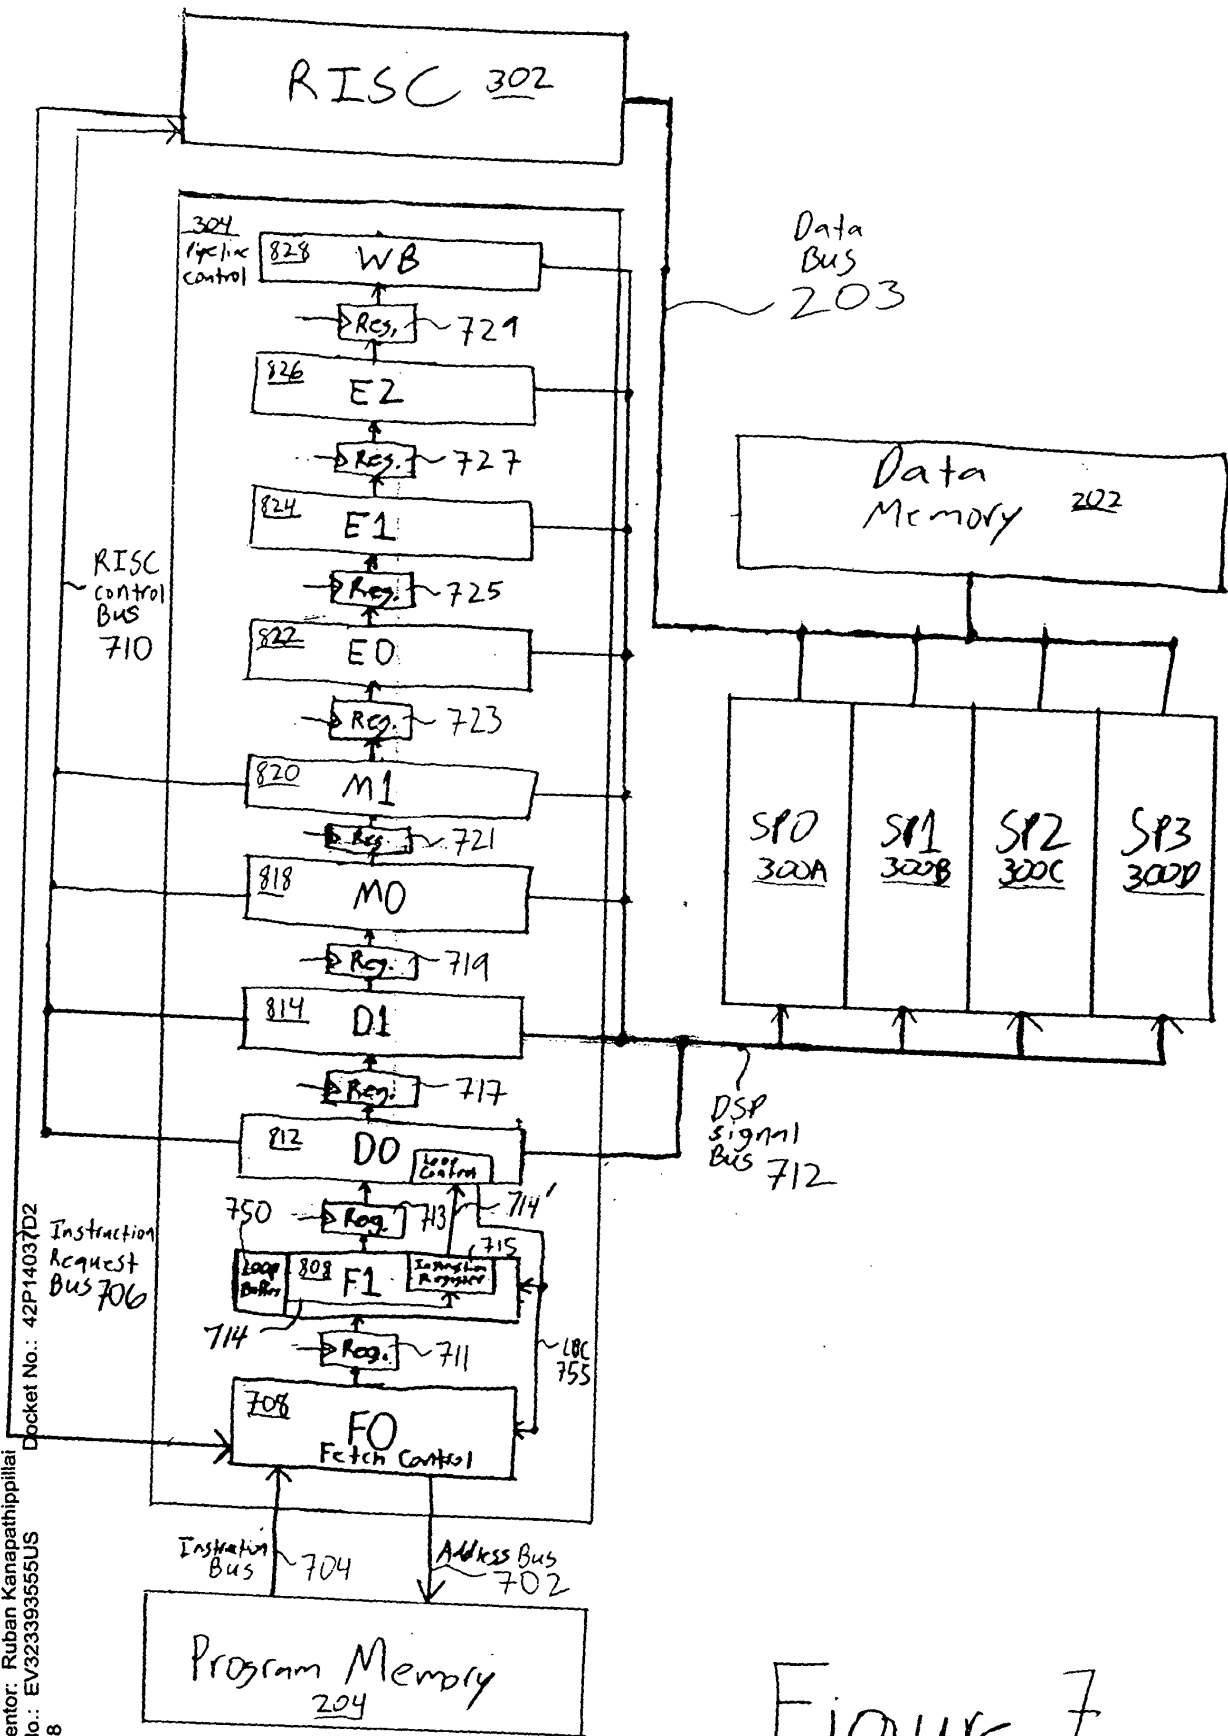 RISC 302
304
Pipeline
control
828 WB
Res. 729
826 E2
Res. 727
824 E1
Reg. 725
822 E0
Reg. 723
820 M1
Reg. 721
818 M0
Reg. 719
814 D1
Reg. 717
812 D0
Loop
Control
750
Reg. 713
714'
715
Loop
Buffer
808 F1
Instruction
Register
714
Reg. 711
LBC
755
708
F0
Fetch Control
RISC
control
Bus
710
Instruction
Request
Bus 706
Instruction
Bus 704
Address Bus
702
Program Memory
204
Data
Bus
203
Data
Memory 202
SP0
300A
SP1
300B
SP2
300C
SP3
300D
DSP
signal
Bus 712
Figure 7
entor: Ruban Kanapathippillai
Docket No.: 42P14037D2
lo.: EV323393555US
8